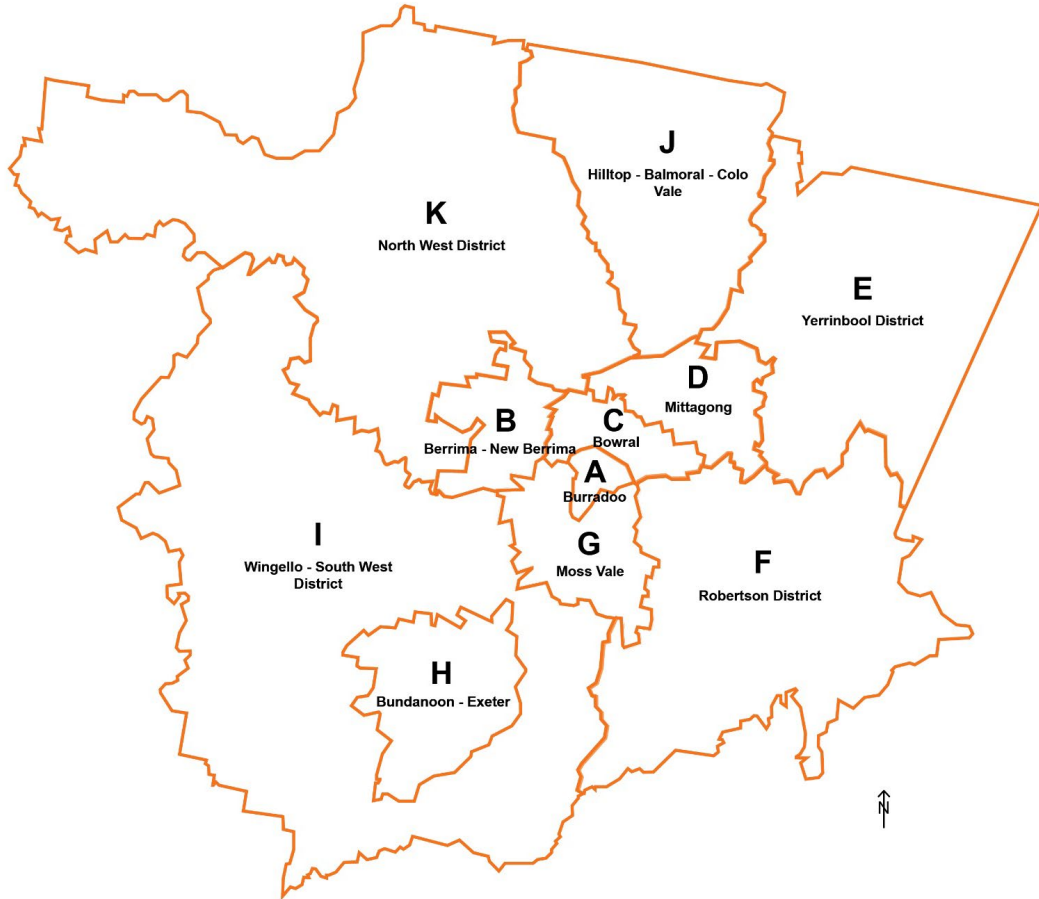 J
Hilltop - Balmoral - Colo
Vale
K
North West District
E
Yerrinbool District
D
Mittagong
B
Berrima - New Berrima
C
Bowral
A
Burradoo
I
Wingello - South West
District
G
Moss Vale
F
Robertson District
H
Bundanoon - Exeter
N